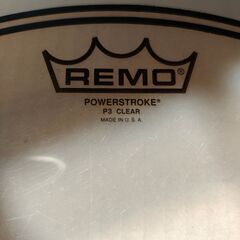 REMO®
POWERSTROKE®
P3 CLEAR
MADE IN U.S.A.